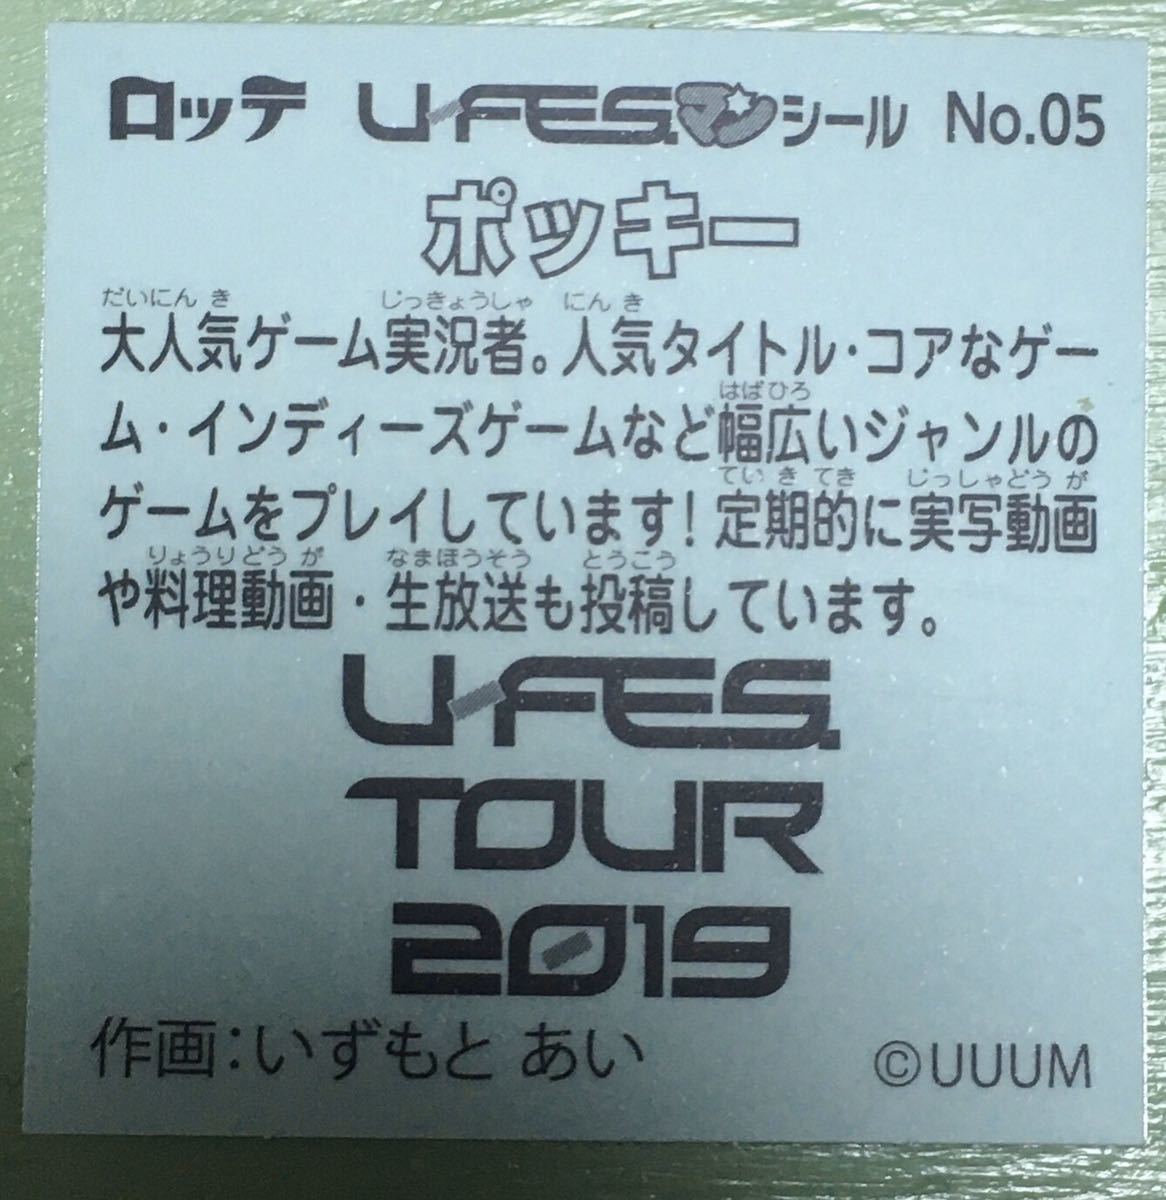 ロッテ U-FES.マンシール No.05
ポッキー
だいにんき じっきょうしゃ にんき
大人気ゲーム実況者。人気タイトル・コアなゲー
はばひろ
ム・インディーズゲームなど幅広いジャンルの
ていきてき じっしゃどうが
ゲームをプレイしています!定期的に実写動画
りょうりどうが なまほうそう とうこう
や料理動画・生放送も投稿しています。
U-FES.
TOUR
2019
作画:いずもと あい ©UUUM